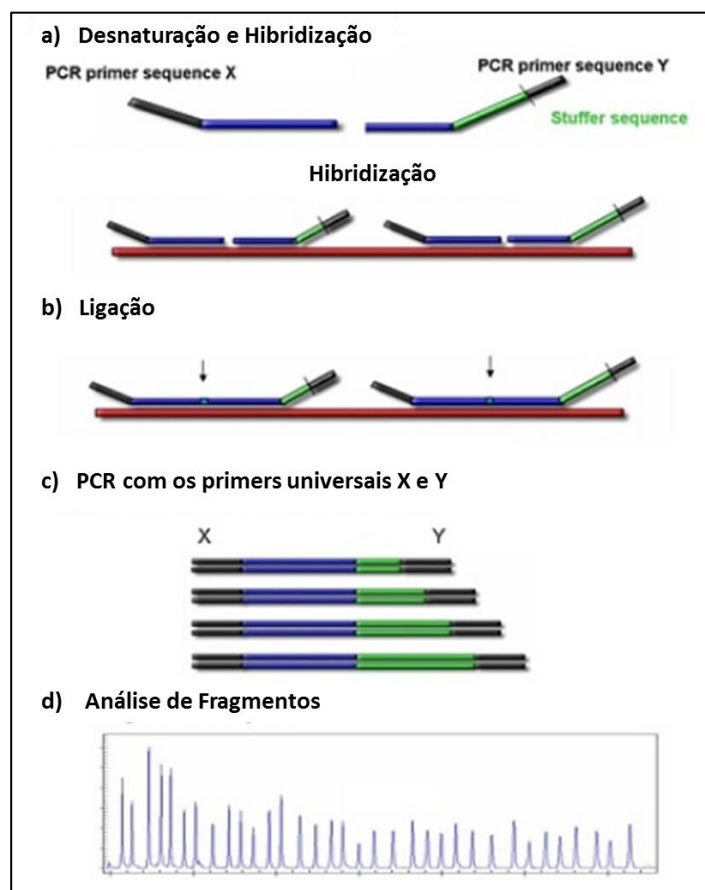 a) Desnaturação e Hibridização
PCR primer sequence X
PCR primer sequence Y
Stuffer sequence
Hibridização
b) Ligação
c) PCR com os primers universais X e Y
X Y
d) Análise de Fragmentos